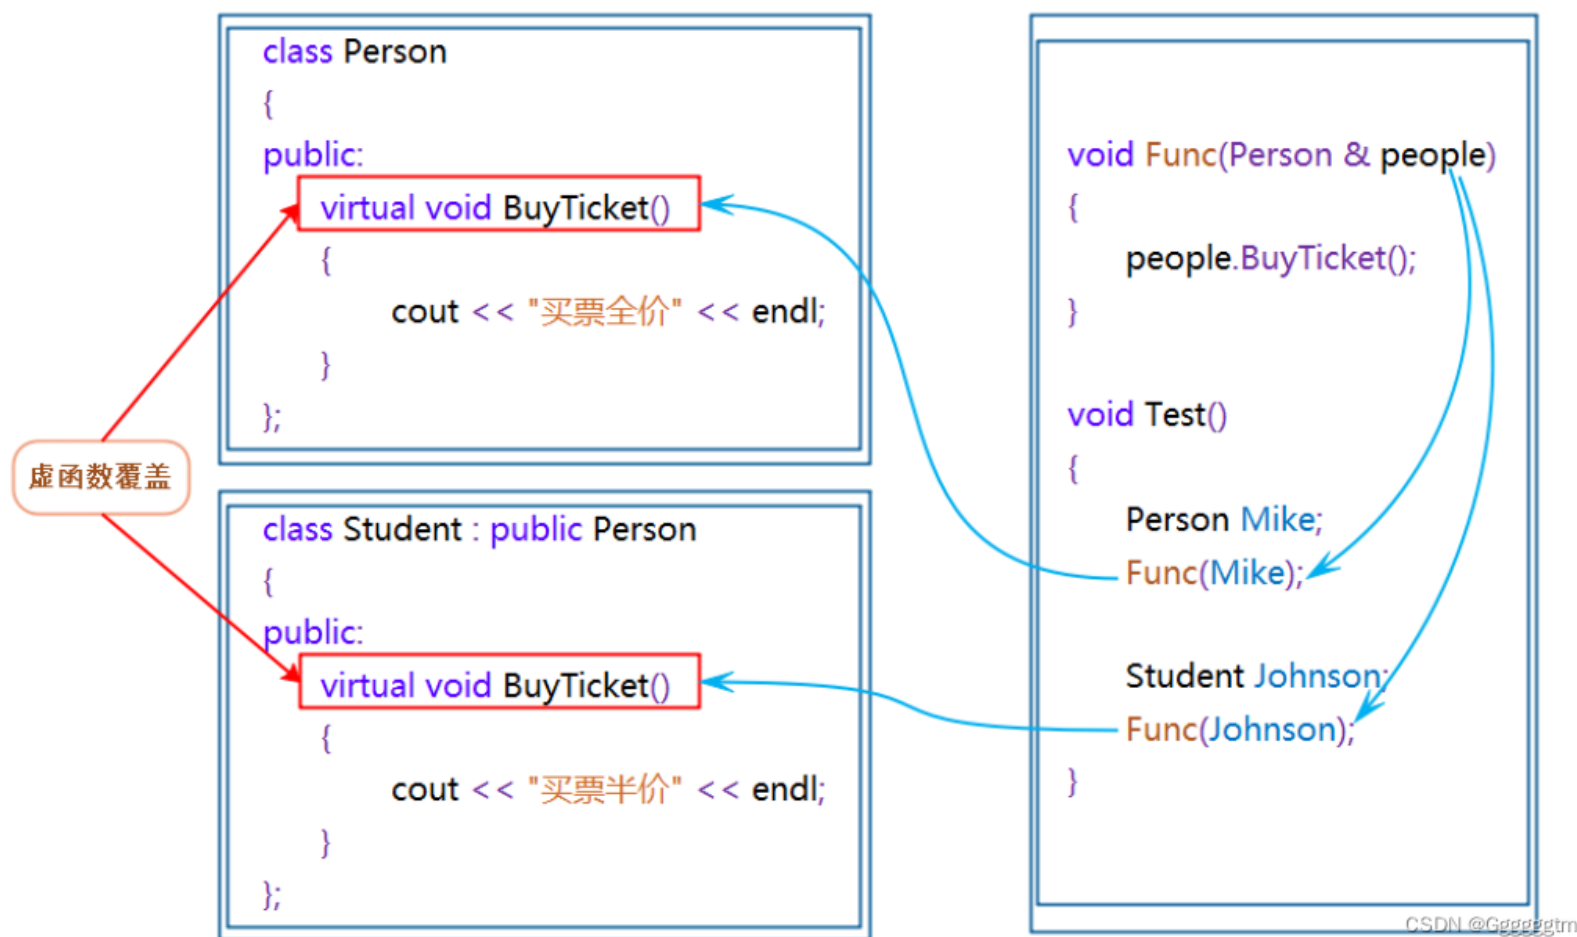 class Person
{
public:
virtual void BuyTicket()
{
cout << "买票全价" << endl;
}
};
虚函数覆盖
class Student : public Person
{
public:
virtual void BuyTicket()
{
cout << "买票半价" << endl;
}
};
void Func(Person & people)
{
people.BuyTicket();
}
void Test()
{
Person Mike;
Func(Mike);
Student Johnson;
Func(Johnson);
}
CSDN @Ggggggtm